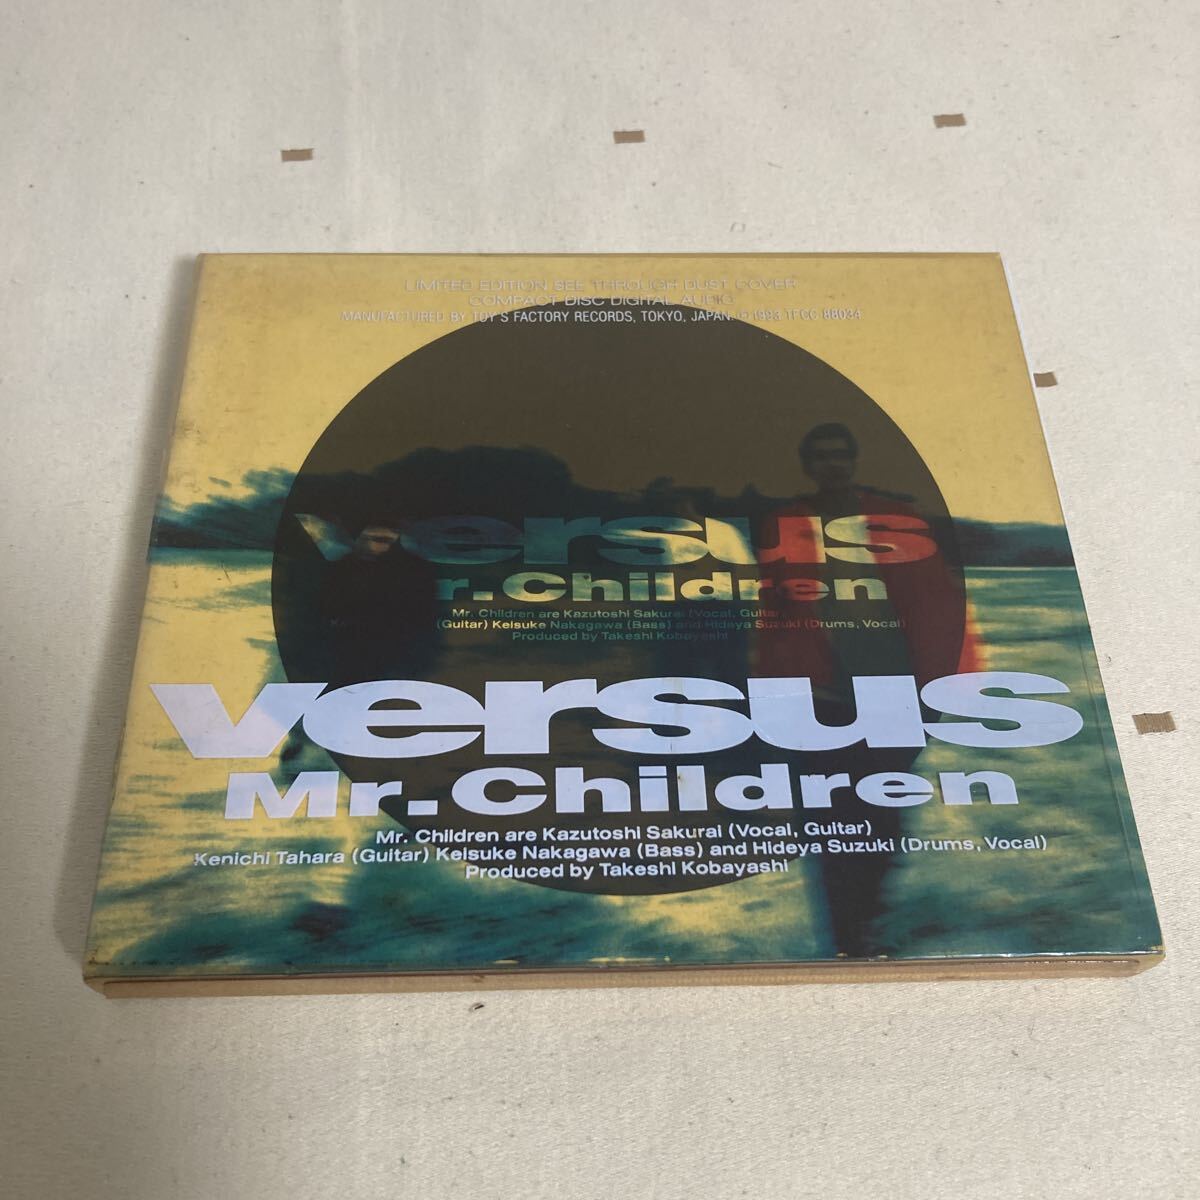 LIMITED EDITION SEE THROUGH DUST COVER
COMPACT DISC DIGITAL AUDIO
MANUFACTURED BY TOY'S FACTORY RECORDS, TOKYO, JAPAN. © 1993 TFCC 88034
versus
Mr. Children
Mr. Children are Kazutoshi Sakurai (Vocal, Guitar)
(Guitar) Keisuke Nakagawa (Bass) and Hideya Suzuki (Drums, Vocal)
Produced by Takeshi Kobayashi
versus
Mr. Children
Mr. Children are Kazutoshi Sakurai (Vocal, Guitar)
Kenichi Tahara (Guitar) Keisuke Nakagawa (Bass) and Hideya Suzuki (Drums, Vocal)
Produced by Takeshi Kobayashi